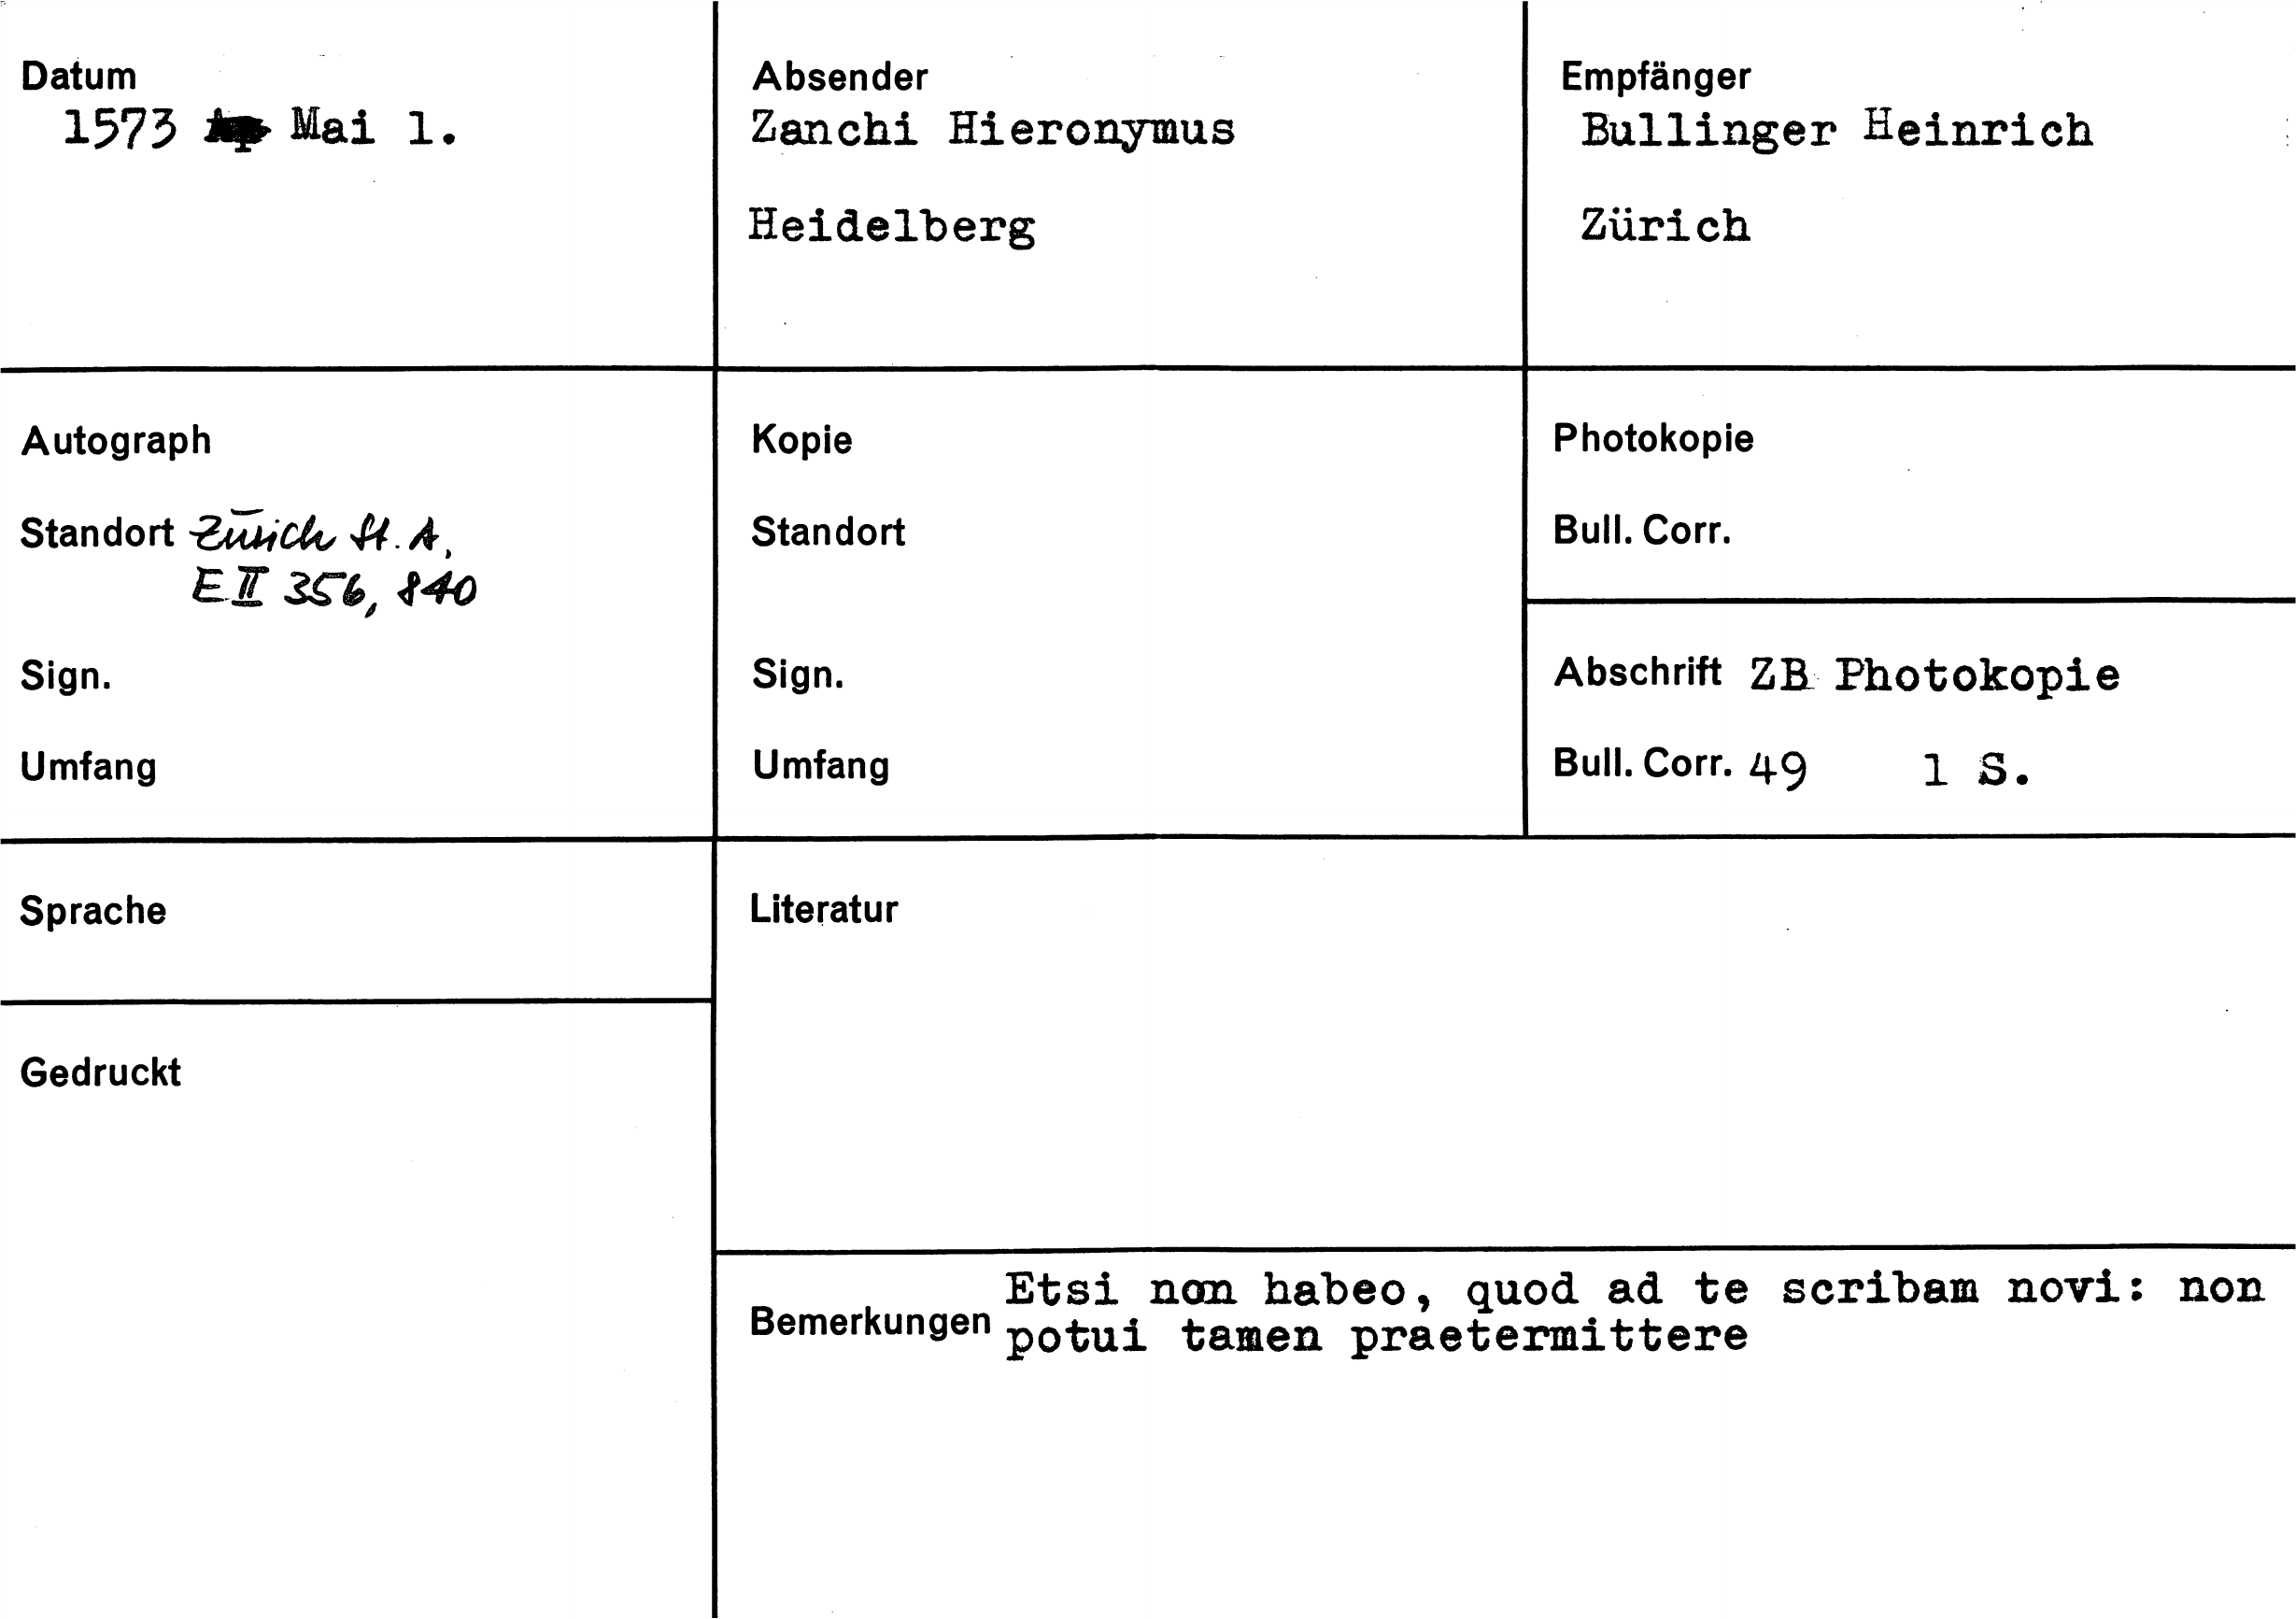 Datum
1573 Mai 1.
Absender
Zanchi Hieronymus
Heidelberg
Empfänger
Bullinger Heinrich
Zürich
Autograph
Standort Zürich St. A,
E II 356, 840
Sign.
Umfang
Kopie
Standort
Sign.
Umfang
Photokopie
Bull. Corr.
Abschrift ZB Photokopie
Bull. Corr. 49 1 S.
Sprache
Gedruckt
Literatur
Bemerkungen
Etsi non habeo, quod ad te scribam novi: non
potui tamen praetermittere